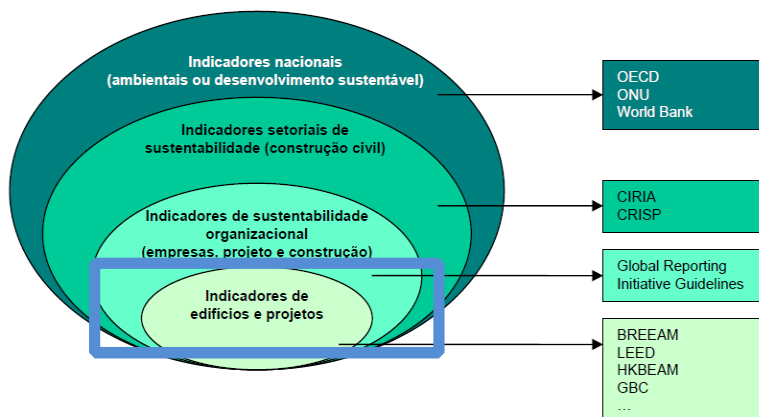 Indicadores nacionais
(ambientais ou desenvolvimento sustentável)
OECD
ONU
World Bank
Indicadores setoriais de
sustentabilidade (construção civil)
CIRIA
CRISP
Indicadores de sustentabilidade
organizacional
(empresas, projeto e construção)
Global Reporting
Initiative Guidelines
Indicadores de
edifícios e projetos
BREEAM
LEED
HKBEAM
GBC
...